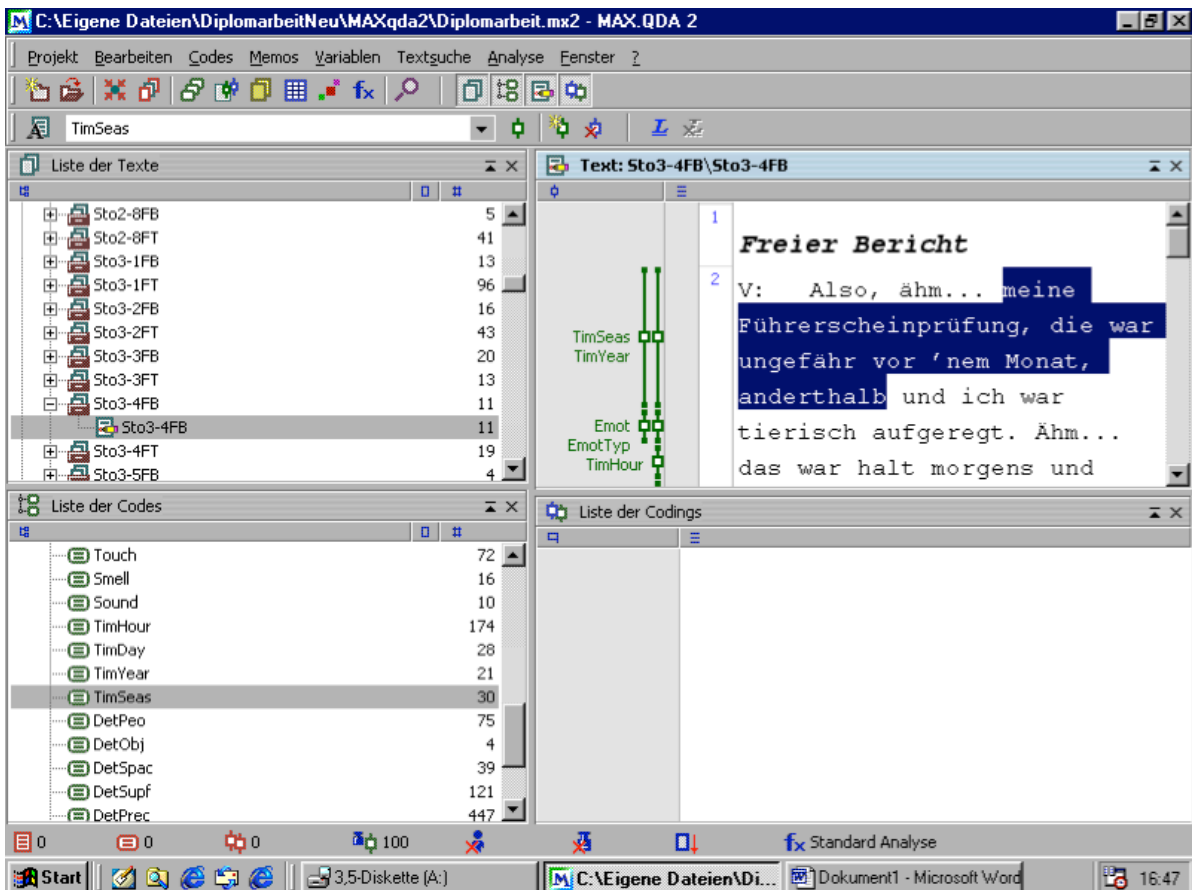 C:\Eigene Dateien\DiplomarbeitNeu\MAXqda2\Diplomarbeit.mx2 - MAX.QDA 2
Projekt Bearbeiten Codes Memos Variablen Textsuche Analyse Fenster ?
TimSeas
Liste der Texte
Sto2-8FB 5
Sto2-8FT 41
Sto3-1FB 13
Sto3-1FT 96
Sto3-2FB 16
Sto3-2FT 43
Sto3-3FB 20
Sto3-3FT 13
Sto3-4FB 11
Sto3-4FB 11
Sto3-4FT 19
Sto3-5FB 4
Text: Sto3-4FB\Sto3-4FB
1
Freier Bericht
2
V: Also, ähm... meine
Führerscheinprüfung, die war
ungefähr vor 'nem Monat,
anderthalb und ich war
tierisch aufgeregt. Ähm...
das war halt morgens und
TimSeas
TimYear
Emot
EmotTyp
TimHour
Liste der Codes
Touch 72
Smell 16
Sound 10
TimHour 174
TimDay 28
TimYear 21
TimSeas 30
DetPeo 75
DetObj 4
DetSpac 39
DetSupf 121
DetPrec 447
Liste der Codings
0 0 0 100 fx Standard Analyse
Start 3,5-Diskette (A:) C:\Eigene Dateien\Di... Dokument1 - Microsoft Word 16:47